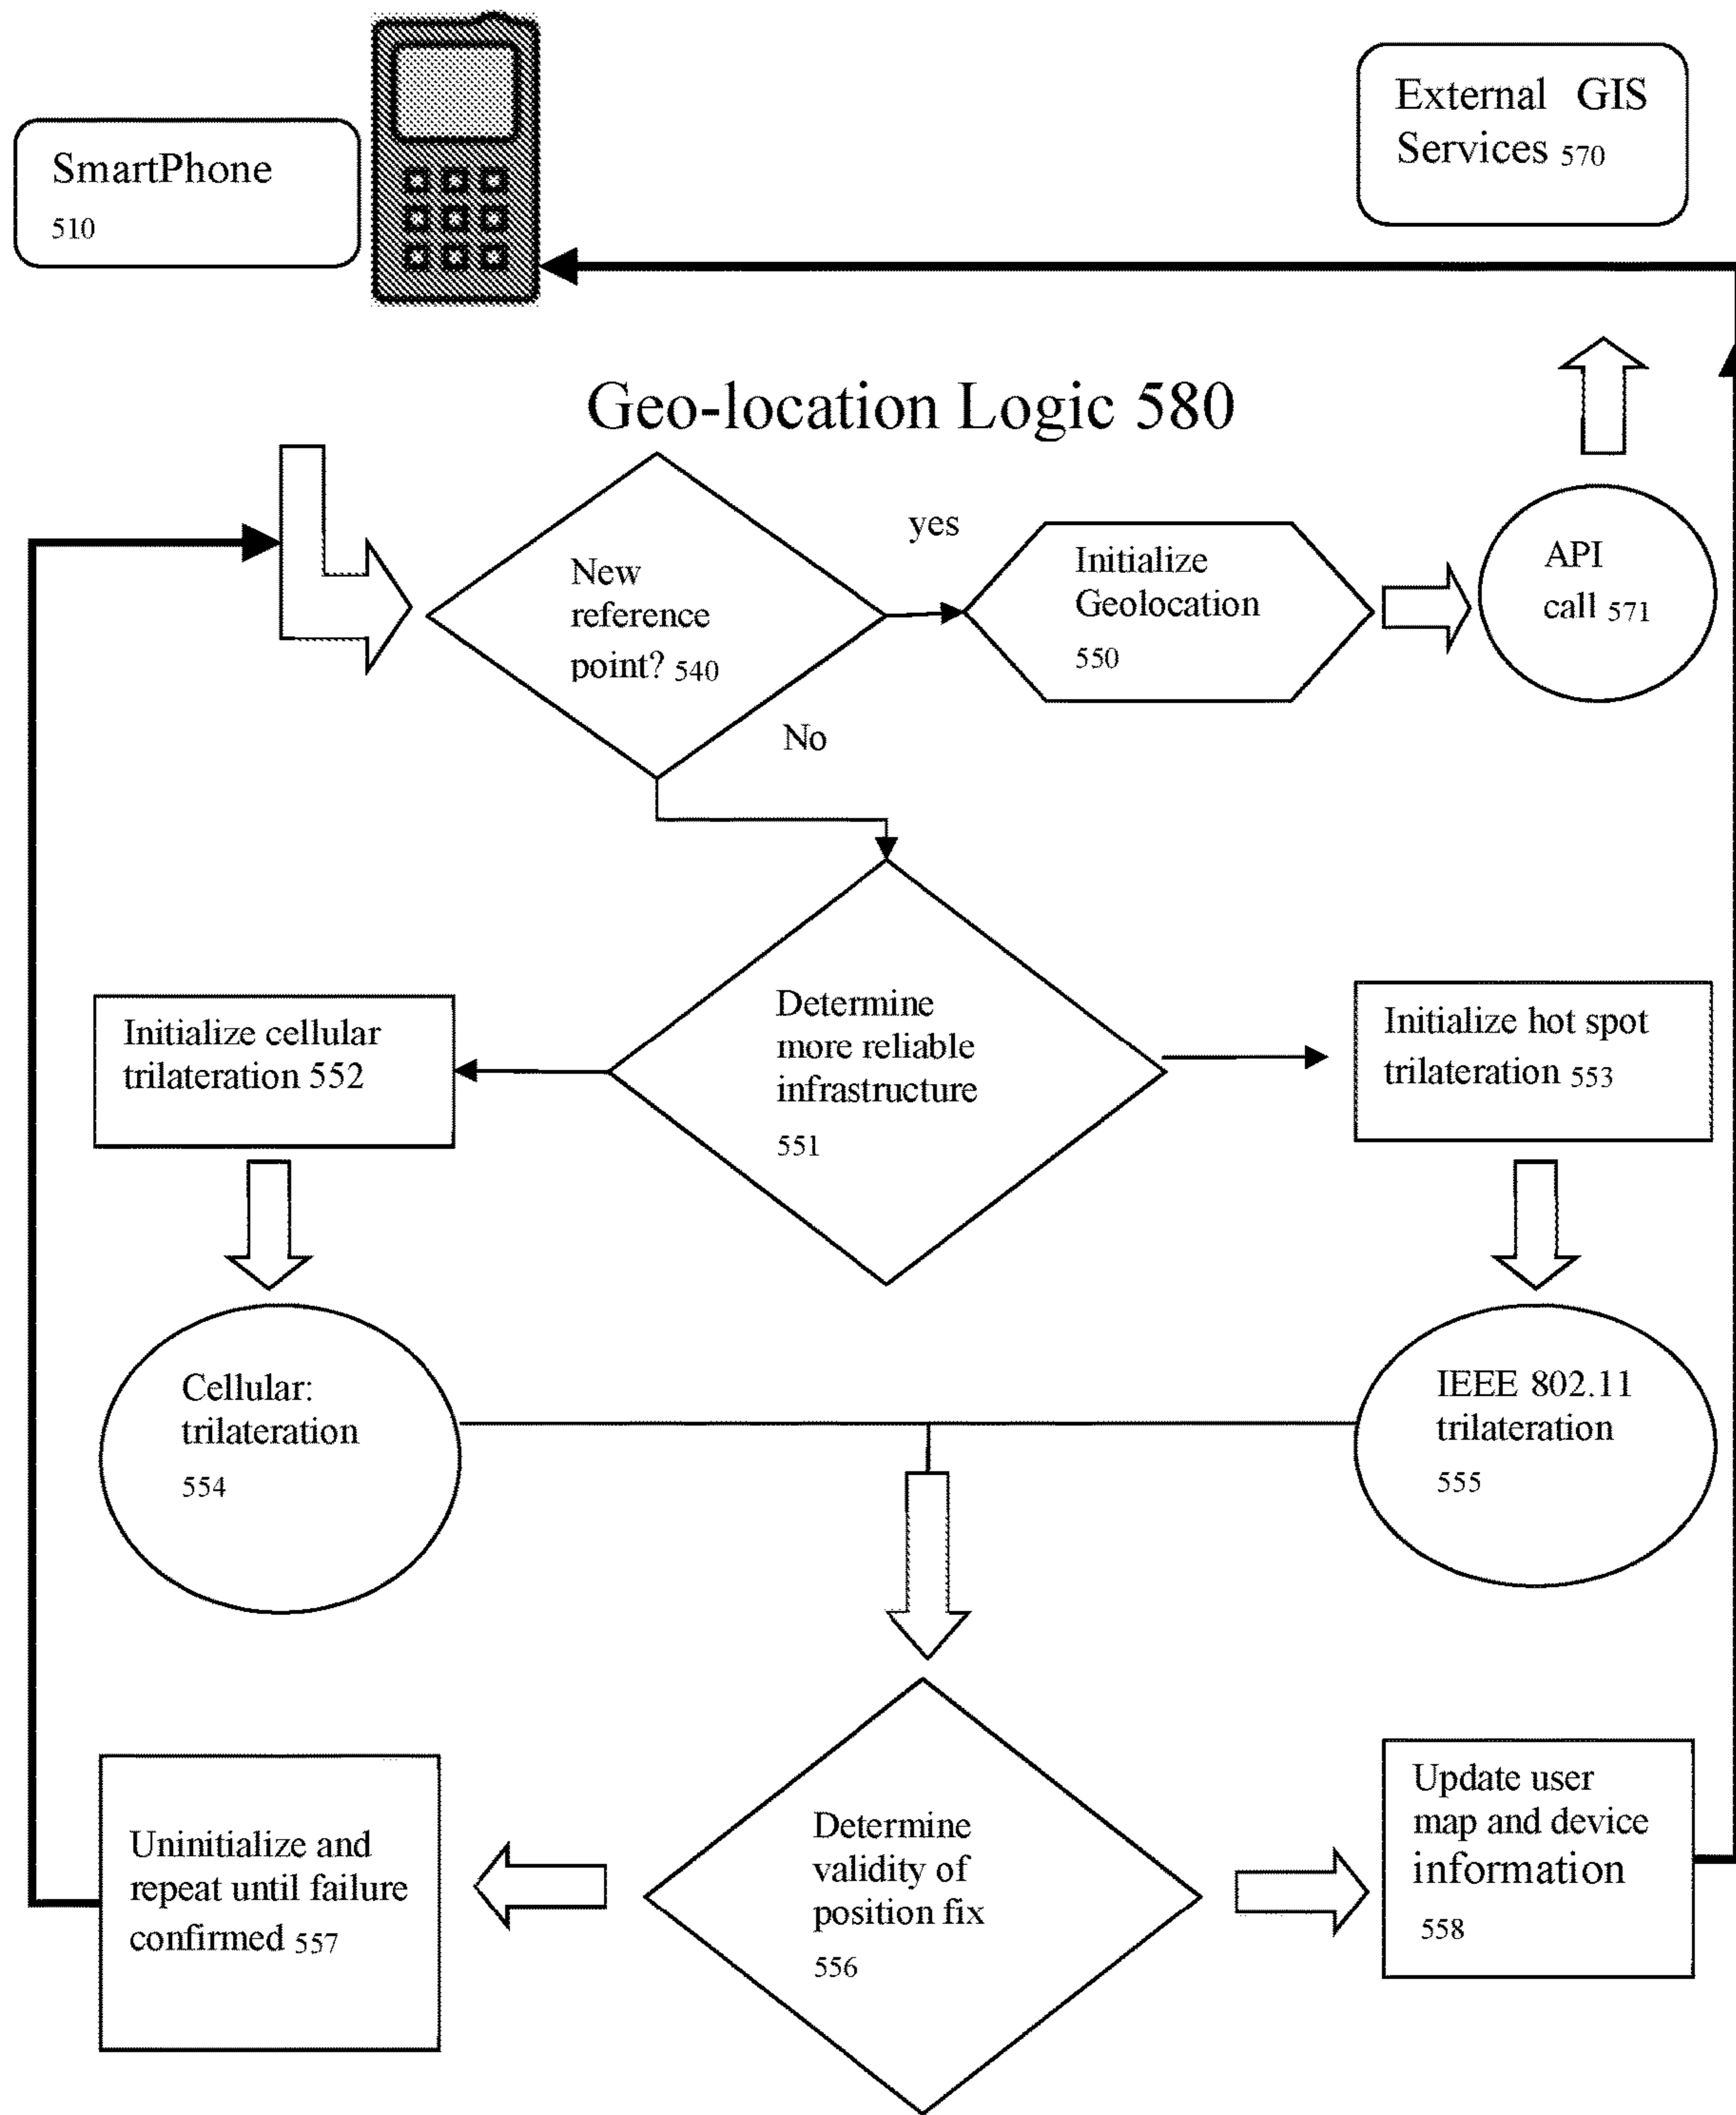 External GIS
Services 570
SmartPhone
510
Geo-location Logic 580
yes
New
reference
point? 540
Initialize
Geolocation
550
API
call 571
No
Determine
more reliable
infrastructure
551
Initialize cellular
trilateration 552
Initialize hot spot
trilateration 553
Cellular:
trilateration
554
IEEE 802.11
trilateration
555
Uninitialize and
repeat until failure
confirmed 557
Determine
validity of
position fix
556
Update user
map and device
information
558